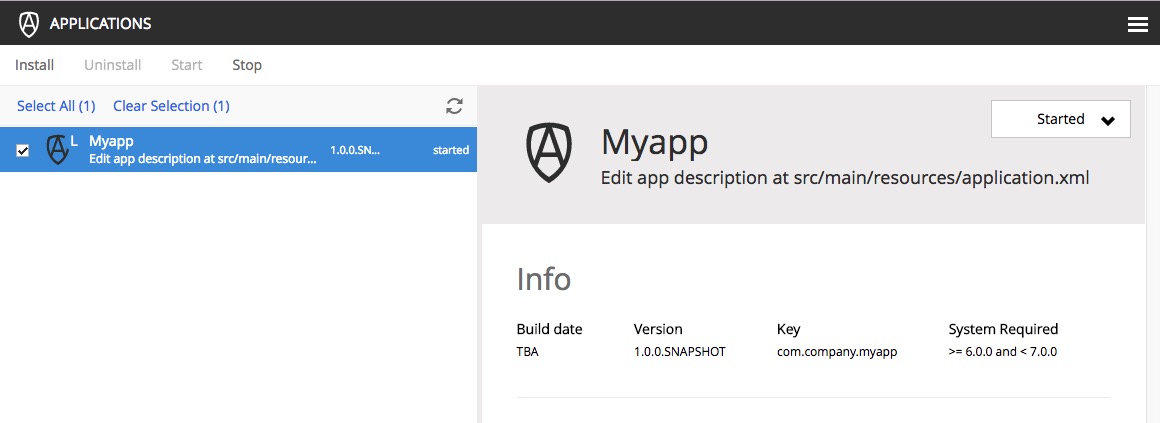 APPLICATIONS
Install Uninstall Start Stop
Select All (1) Clear Selection (1)
L Myapp
Edit app description at src/main/resour... 1.0.0.SN... started
Started
Myapp
Edit app description at src/main/resources/application.xml
Info
Build date Version Key System Required
TBA 1.0.0.SNAPSHOT com.company.myapp >= 6.0.0 and < 7.0.0